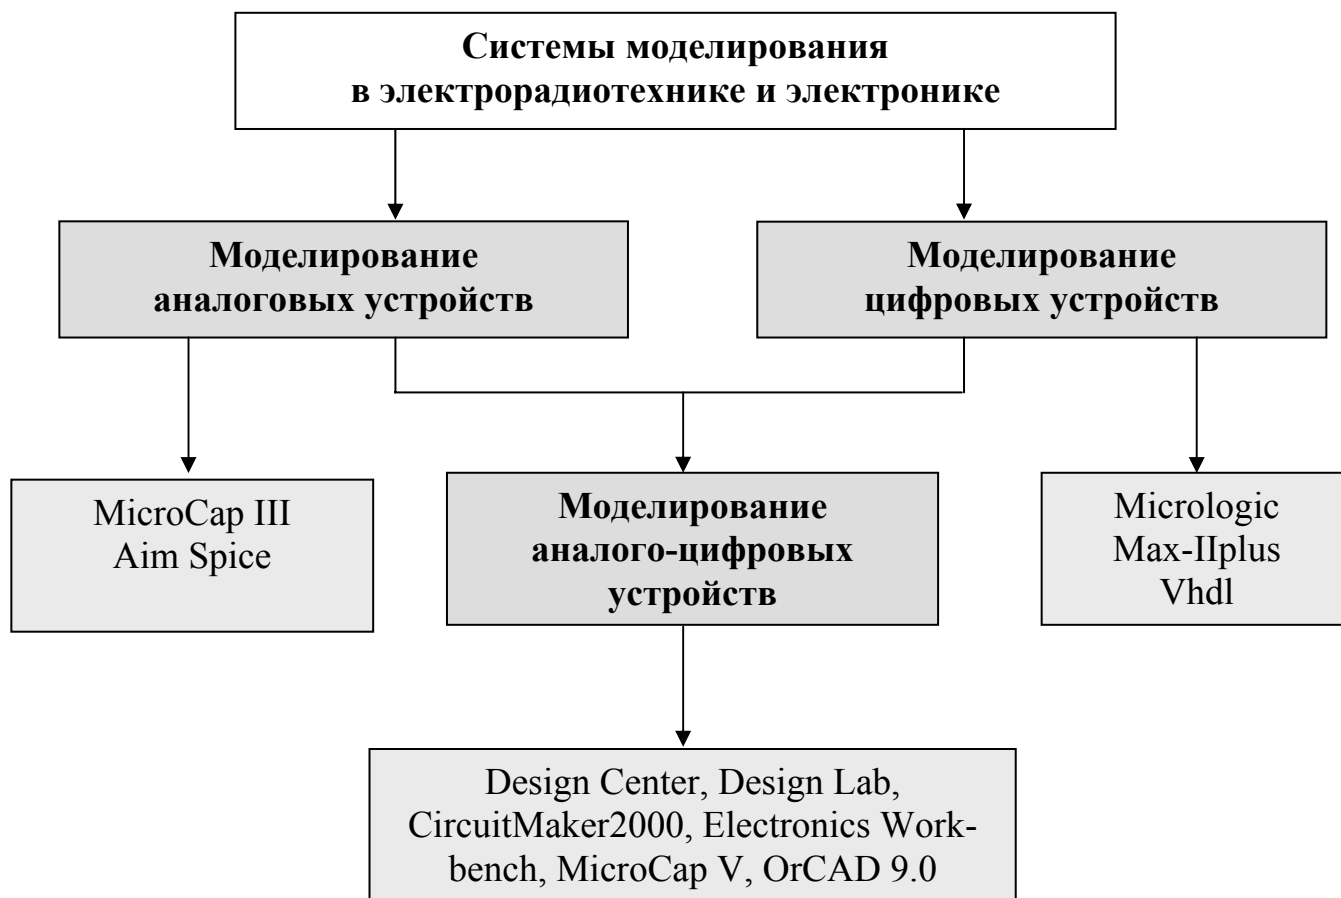 Системы моделирования
в электрорадиотехнике и электронике
Моделирование
аналоговых устройств
Моделирование
цифровых устройств
MicroCap III
Aim Spice
Моделирование
аналого-цифровых
устройств
Micrologic
Max-IIplus
Vhdl
Design Center, Design Lab,
CircuitMaker2000, Electronics Work-
bench, MicroCap V, OrCAD 9.0